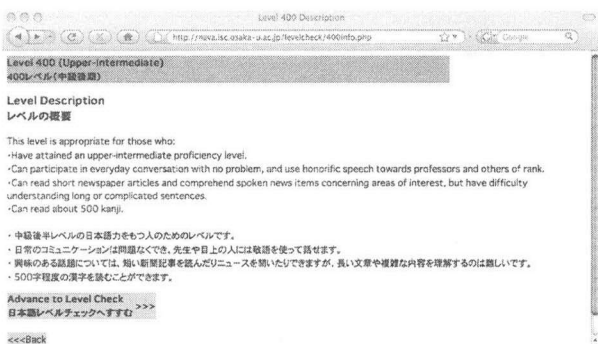 Level 400 Description
http://nava.isc.osaka-u.ac.jp/levelcheck/400info.php
Google
Level 400 (Upper-Intermediate)
400レベル(中級後期)
Level Description
レベルの概要
This level is appropriate for those who:
・Have attained an upper-intermediate proficiency level.
・Can participate in everyday conversation with no problem, and use honorific speech towards professors and others of rank.
・Can read short newspaper articles and comprehend spoken news items concerning areas of interest, but have difficulty
understanding long or complicated sentences.
・Can read about 500 kanji.
・中級後半レベルの日本語力をもつ人のためのレベルです。
・日常のコミュニケーションは問題なくでき、先生や目上の人には敬語を使って話せます。
・興味のある話題については、短い新聞記事を読んだりニュースを聞いたりできますが、長い文章や複雑な内容を理解するのは難しいです。
・500字程度の漢字を読むことができます。
Advance to Level Check >>>
日本語レベルチェックへすすむ
<<<Back